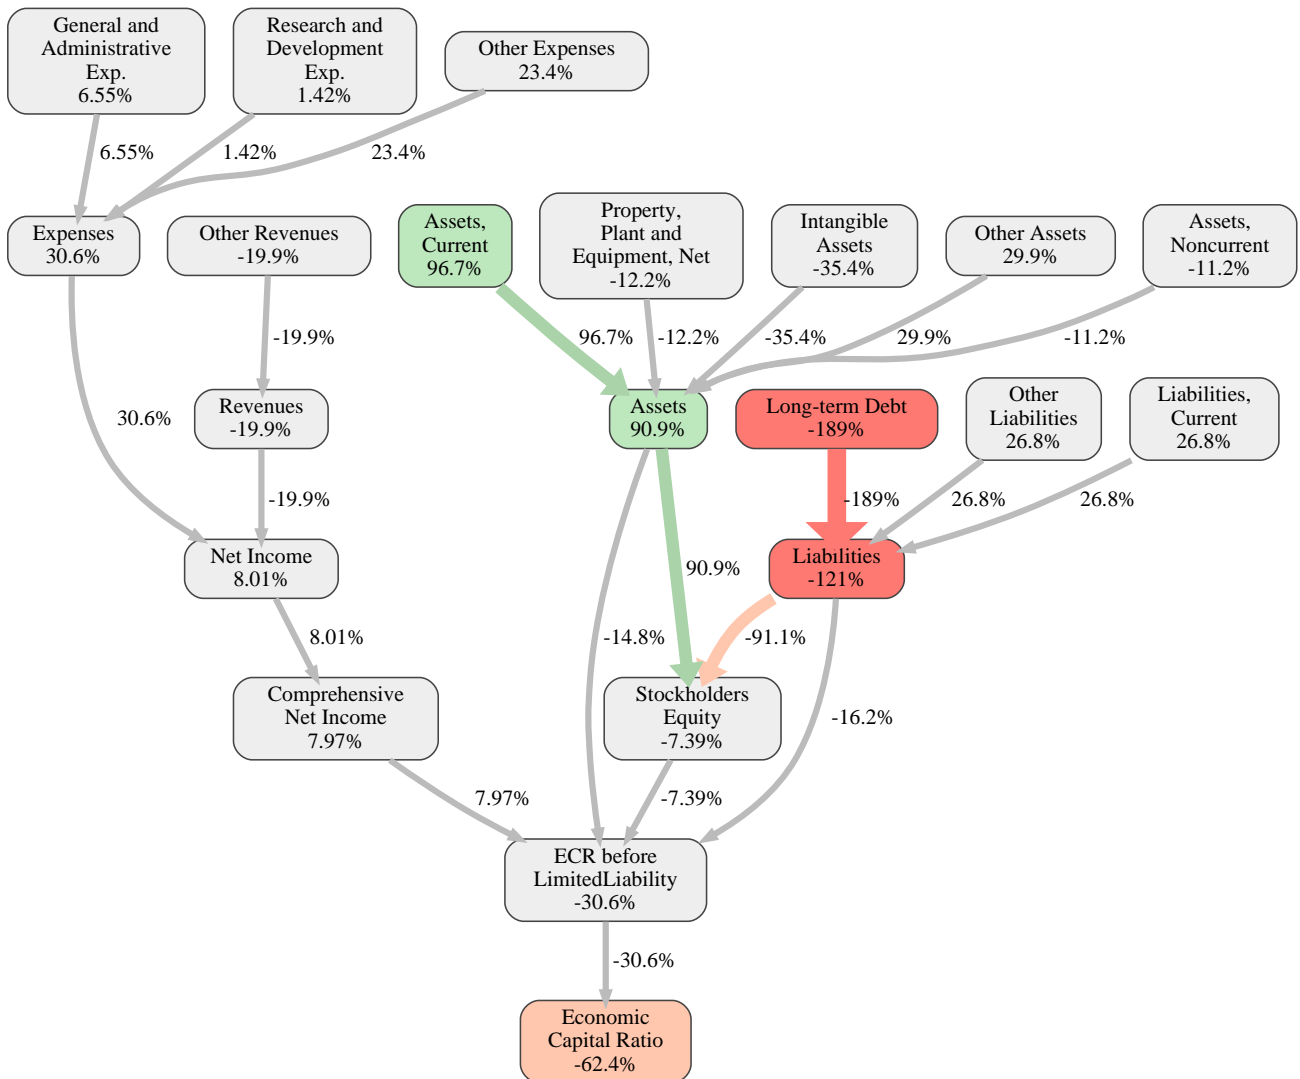 General and
Administrative
Exp.
6.55%
Research and
Development
Exp.
1.42%
Other Expenses
23.4%
6.55%
1.42%
23.4%
Expenses
30.6%
Other Revenues
-19.9%
Assets,
Current
96.7%
Property,
Plant and
Equipment, Net
-12.2%
Intangible
Assets
-35.4%
Other Assets
29.9%
Assets,
Noncurrent
-11.2%
-19.9%
96.7%
-12.2%
-35.4%
29.9%
-11.2%
30.6%
Revenues
-19.9%
Assets
90.9%
Long-term Debt
-189%
Other
Liabilities
26.8%
Liabilities,
Current
26.8%
-19.9%
-189%
26.8%
26.8%
Net Income
8.01%
90.9%
Liabilities
-121%
8.01%
-14.8%
-91.1%
Comprehensive
Net Income
7.97%
Stockholders
Equity
-7.39%
-16.2%
7.97%
-7.39%
ECR before
LimitedLiability
-30.6%
-30.6%
Economic
Capital Ratio
-62.4%